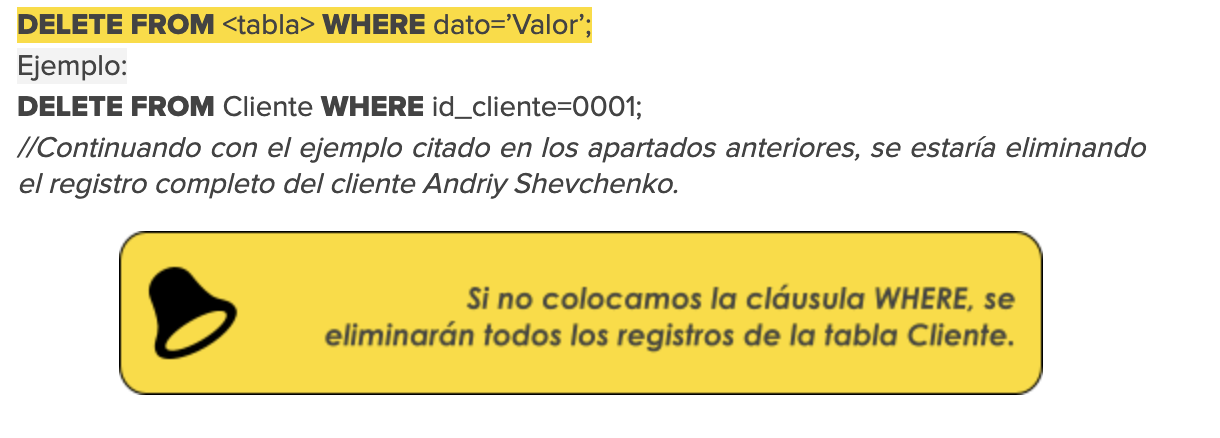 DELETE FROM <tabla> WHERE dato=’Valor’;
Ejemplo:
DELETE FROM Cliente WHERE id_cliente=0001;
//Continuando con el ejemplo citado en los apartados anteriores, se estaría eliminando
el registro completo del cliente Andriy Shevchenko.
Si no colocamos la cláusula WHERE, se
eliminarán todos los registros de la tabla Cliente.